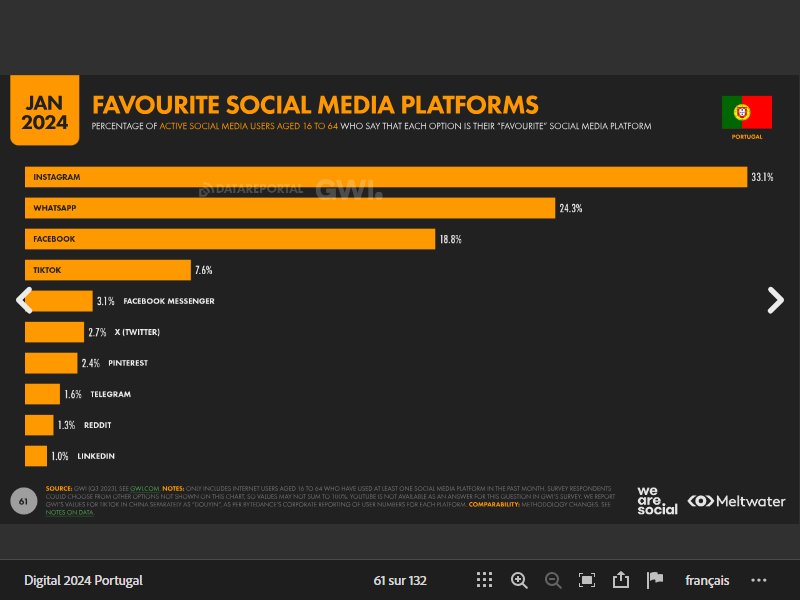 JAN
2024
FAVOURITE SOCIAL MEDIA PLATFORMS
PERCENTAGE OF ACTIVE SOCIAL MEDIA USERS AGED 16 TO 64 WHO SAY THAT EACH OPTION IS THEIR "FAVOURITE" SOCIAL MEDIA PLATFORM
PORTUGAL
INSTAGRAM 33.1%
DATAREPORTAL GWI.
WHATSAPP 24.3%
FACEBOOK 18.8%
TIKTOK 7.6%
3.1% FACEBOOK MESSENGER
2.7% X (TWITTER)
2.4% PINTEREST
1.6% TELEGRAM
1.3% REDDIT
1.0% LINKEDIN
61
SOURCE: GWI (Q3 2023). SEE GWI.COM NOTES: ONLY INCLUDES INTERNET USERS AGED 16 TO 64 WHO HAVE USED AT LEAST ONE SOCIAL MEDIA PLATFORM IN THE PAST MONTH. SURVEY RESPONDENTS
COULD CHOOSE FROM OTHER OPTIONS NOT SHOWN ON THIS CHART, SO VALUES MAY NOT SUM TO 100%. YOUTUBE IS NOT AVAILABLE AS AN ANSWER FOR THIS QUESTION IN GWI'S SURVEY. WE REPORT
GWI'S VALUES FOR TIKTOK IN CHINA SEPARATELY AS "DOUYIN", AS PER BYTEDANCE'S CORPORATE REPORTING OF USER NUMBERS FOR EACH PLATFORM. COMPARABILITY: METHODOLOGY CHANGES. SEE
NOTES ON DATA.
we
are.
social
Meltwater
Digital 2024 Portugal
61 sur 132
français